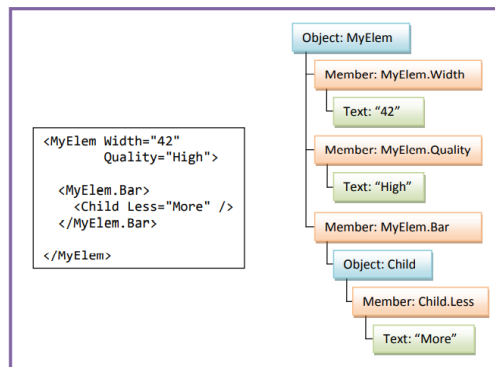 <MyElem Width="42"
Quality="High">
<MyElem.Bar>
<Child Less="More" />
</MyElem.Bar>
</MyElem>
Object: MyElem
Member: MyElem.Width
Text: “42”
Member: MyElem.Quality
Text: “High”
Member: MyElem.Bar
Object: Child
Member: Child.Less
Text: “More”